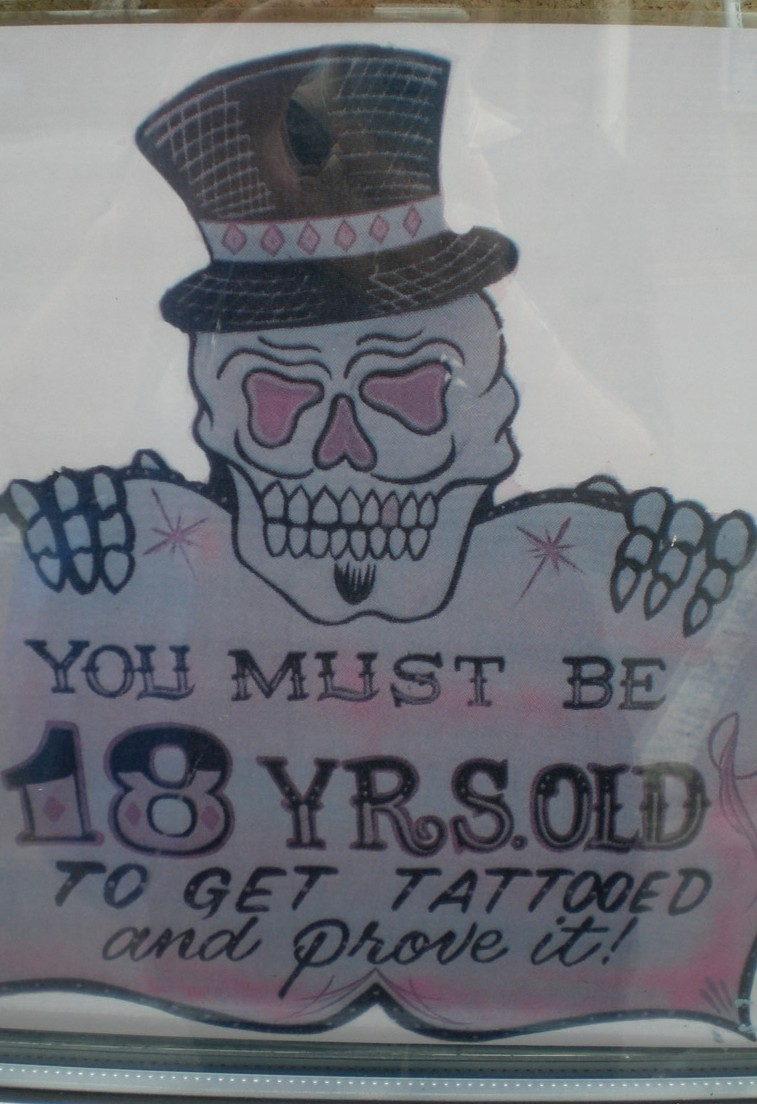 YOU MUST BE
18 YRS. OLD
TO GET TATTOOED
and prove it!